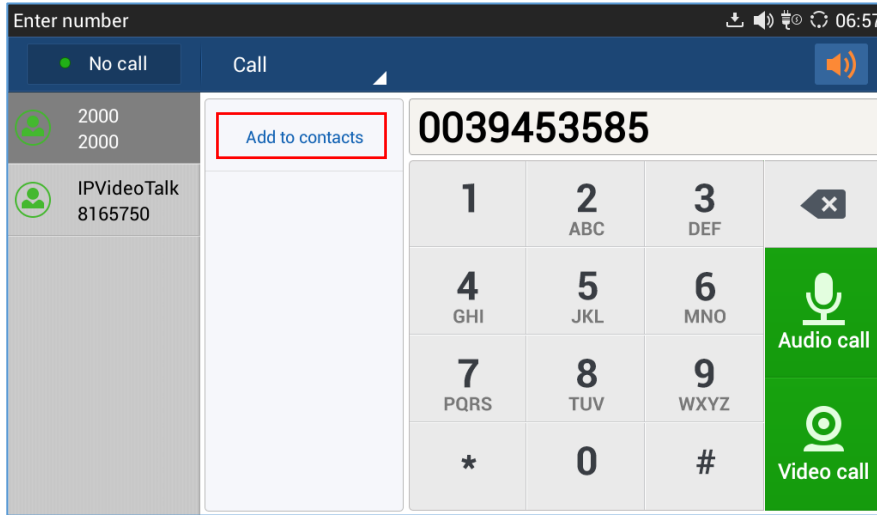 Enter number
06:57
No call
Call
2000
2000
IPVideoTalk
8165750
Add to contacts
0039453585
1
2
ABC
3
DEF
4
GHI
5
JKL
6
MNO
7
PQRS
8
TUV
9
WXYZ
*
0
#
Audio call
Video call